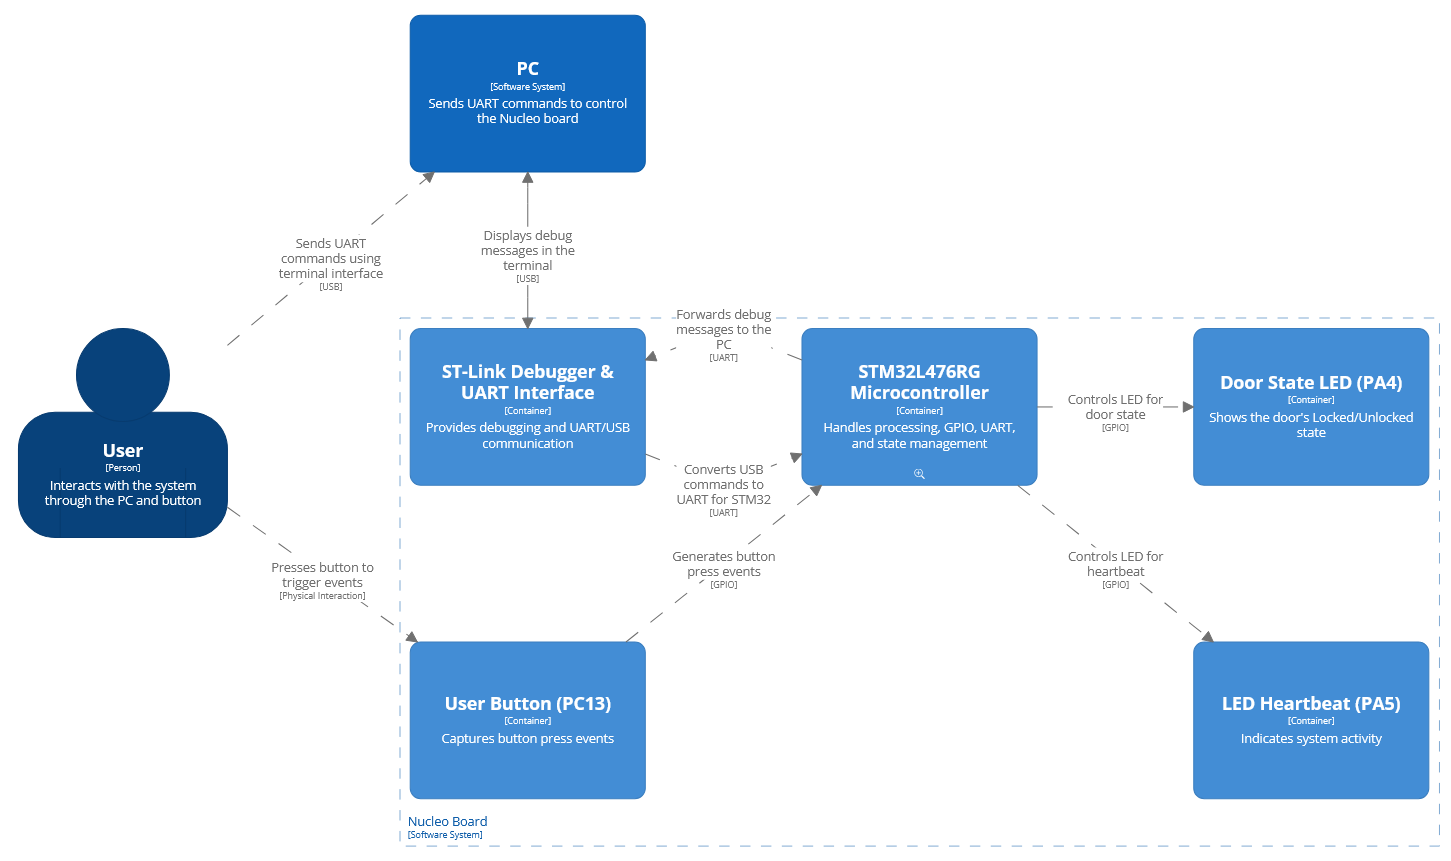 PC
[Software System]
Sends UART commands to control
the Nucleo board
Sends UART
commands using
terminal interface
[USB]
Displays debug
messages in the
terminal
[USB]
User
[Person]
Interacts with the system
through the PC and button
ST-Link Debugger &
UART Interface
[Container]
Provides debugging and UART/USB
communication
Forwards debug
messages to the
PC
[UART]
Converts USB
commands to
UART for STM32
[UART]
STM32L476RG
Microcontroller
[Container]
Handles processing, GPIO, UART,
and state management
Controls LED for
door state
[GPIO]
Door State LED (PA4)
[Container]
Shows the door's Locked/Unlocked
state
Presses button to
trigger events
[Physical Interaction]
Generates button
press events
[GPIO]
Controls LED for
heartbeat
[GPIO]
User Button (PC13)
[Container]
Captures button press events
LED Heartbeat (PA5)
[Container]
Indicates system activity
Nucleo Board
[Software System]